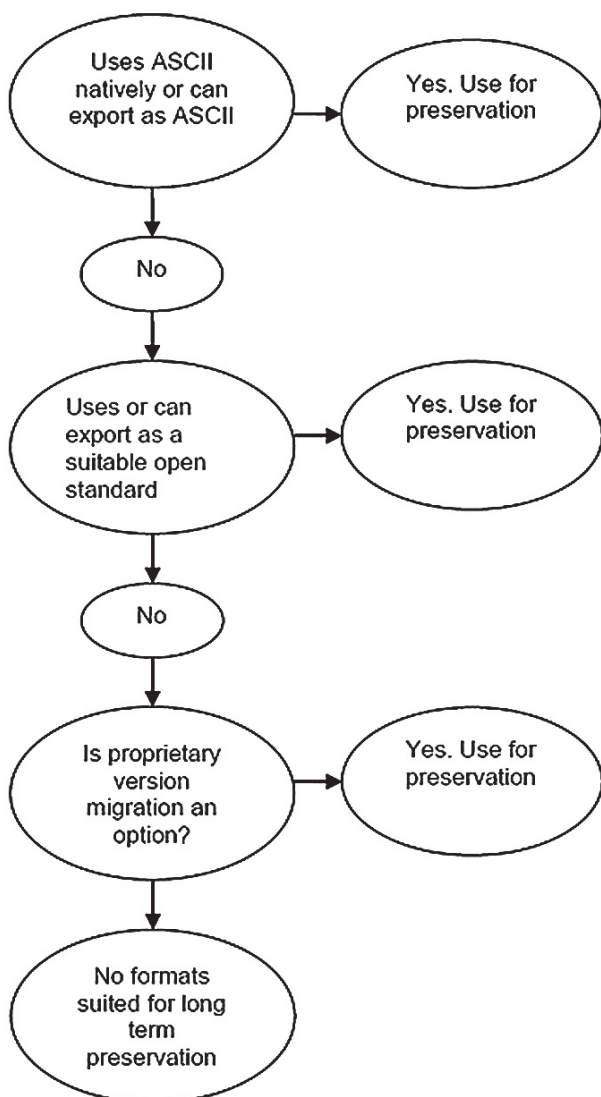 Uses ASCII
natively or can
export as ASCII
Yes. Use for
preservation
No
Uses or can
export as a
suitable open
standard
Yes. Use for
preservation
No
Is proprietary
version
migration an
option?
Yes. Use for
preservation
No formats
suited for long
term
preservation